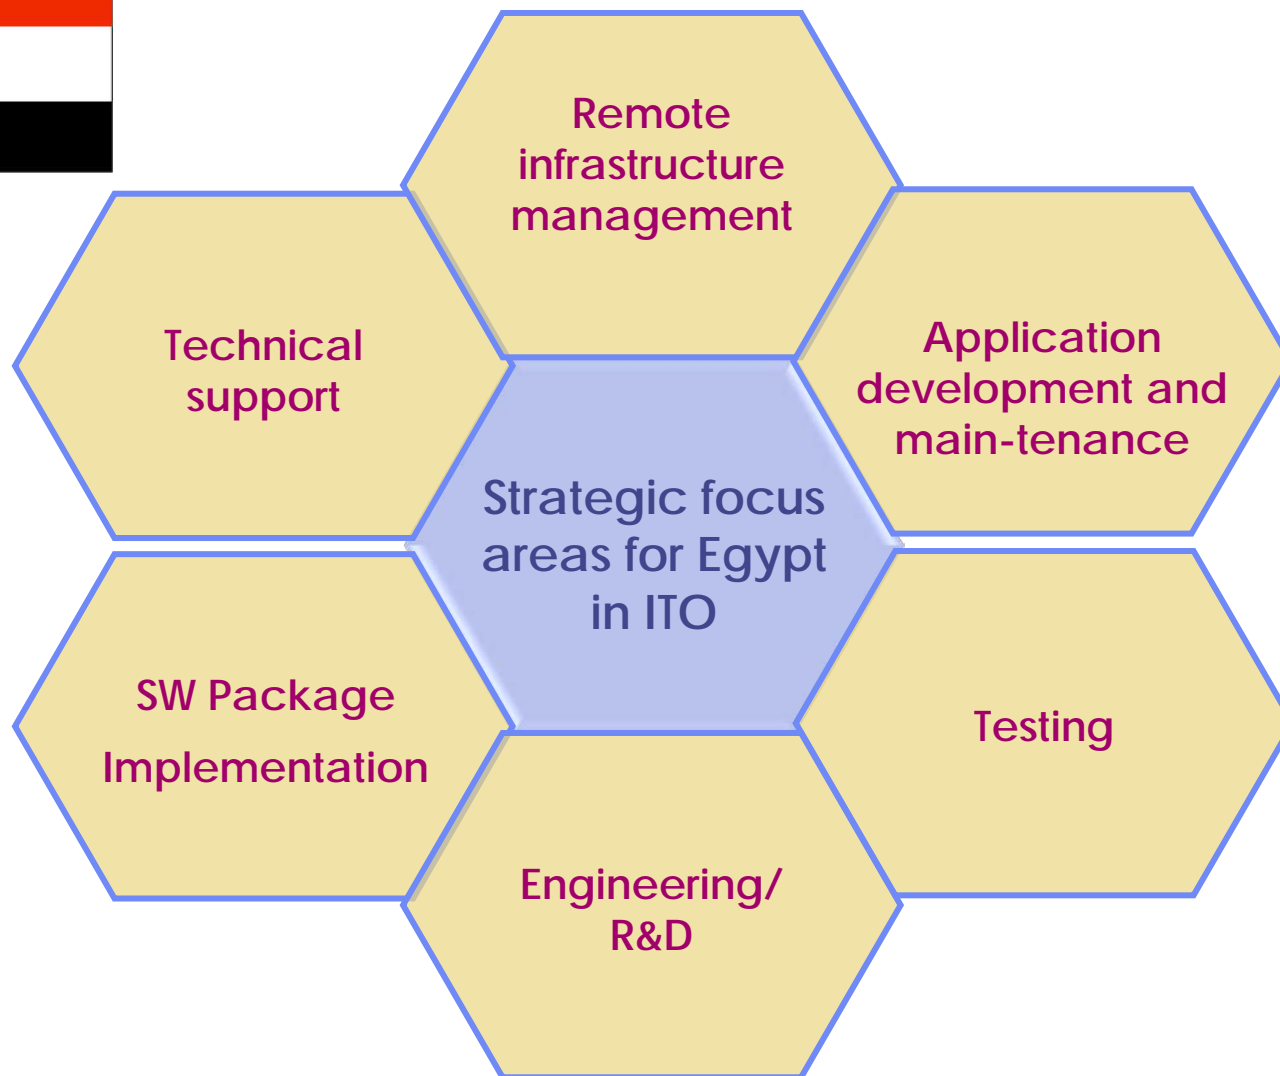 Remote
infrastructure
management
Technical
support
Application
development and
main-tenance
Strategic focus
areas for Egypt
in ITO
SW Package
Implementation
Testing
Engineering/
R&D